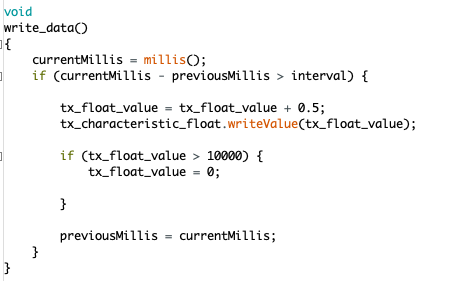 void
write_data()
{
currentMillis = millis();
if (currentMillis - previousMillis > interval) {
tx_float_value = tx_float_value + 0.5;
tx_characteristic_float.writeValue(tx_float_value);
if (tx_float_value > 10000) {
tx_float_value = 0;
}
previousMillis = currentMillis;
}
}